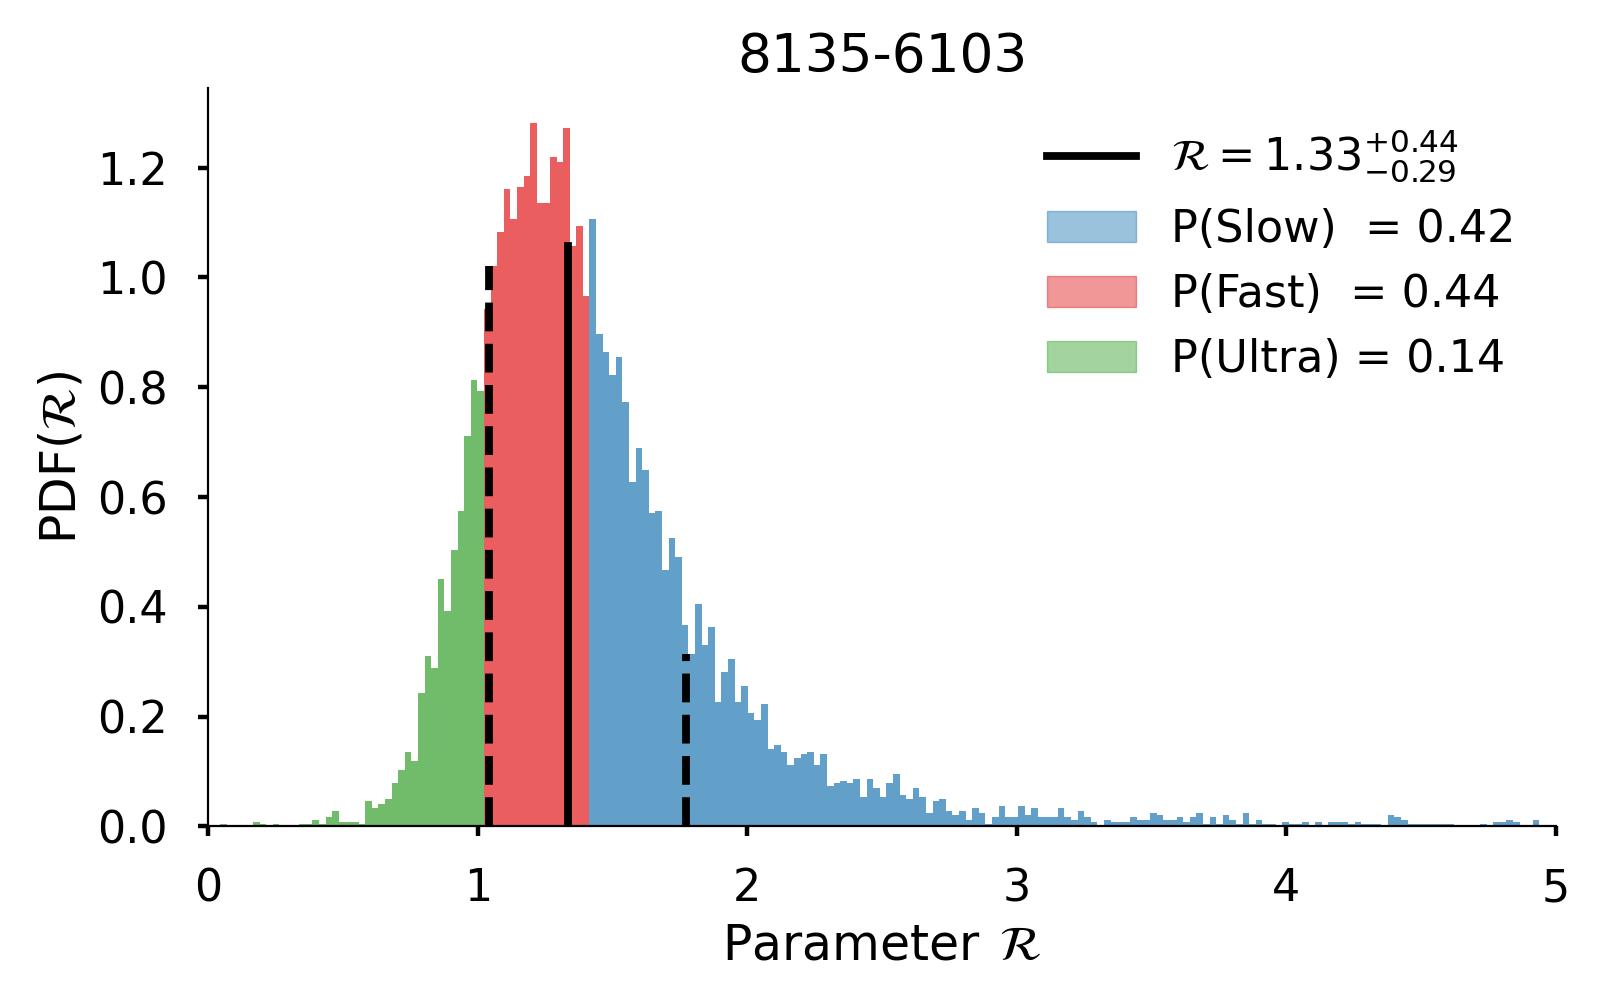 8135-6103
ℛ = 1.33^{+0.44}_{-0.29}
P(Slow) = 0.42
P(Fast) = 0.44
P(Ultra) = 0.14
PDF(ℛ)
1.2
1.0
0.8
0.6
0.4
0.2
0.0
0 1 2 3 4 5
Parameter ℛ